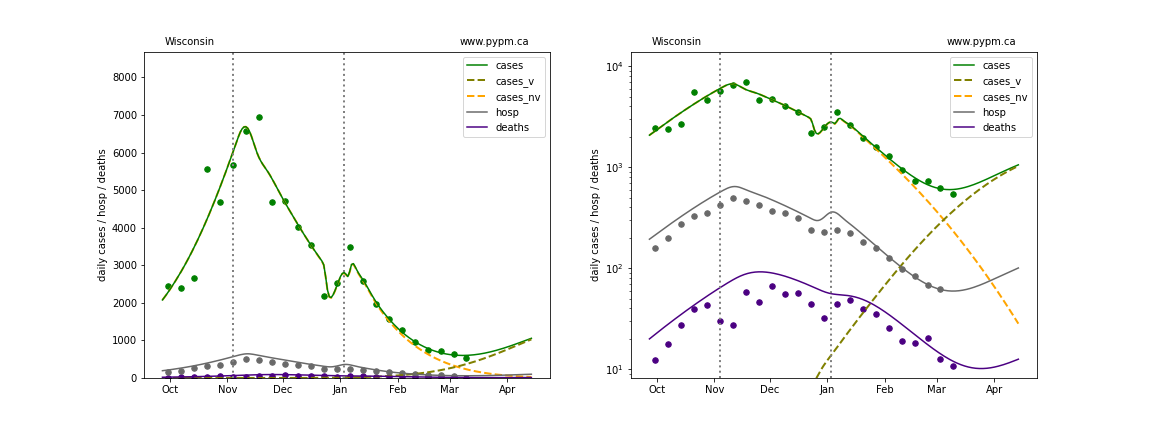 Wisconsin www.pypm.ca
cases
cases_v
cases_nv
hosp
deaths
daily cases / hosp / deaths
8000
7000
6000
5000
4000
3000
2000
1000
0
Oct Nov Dec Jan Feb Mar Apr
Wisconsin www.pypm.ca
cases
cases_v
cases_nv
hosp
deaths
daily cases / hosp / deaths
10⁴
10³
10²
10¹
Oct Nov Dec Jan Feb Mar Apr